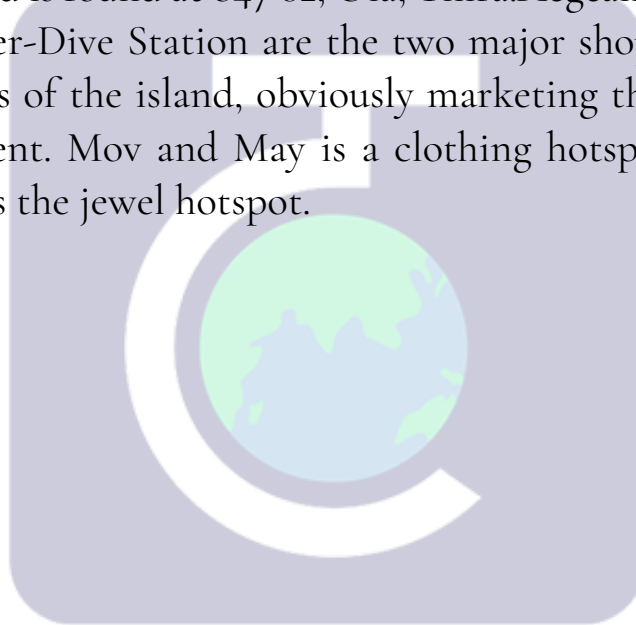 er-Dive Station are the two major sho
s of the island, obviously marketing th
ent. Mov and May is a clothing hotsp
s the jewel hotspot.